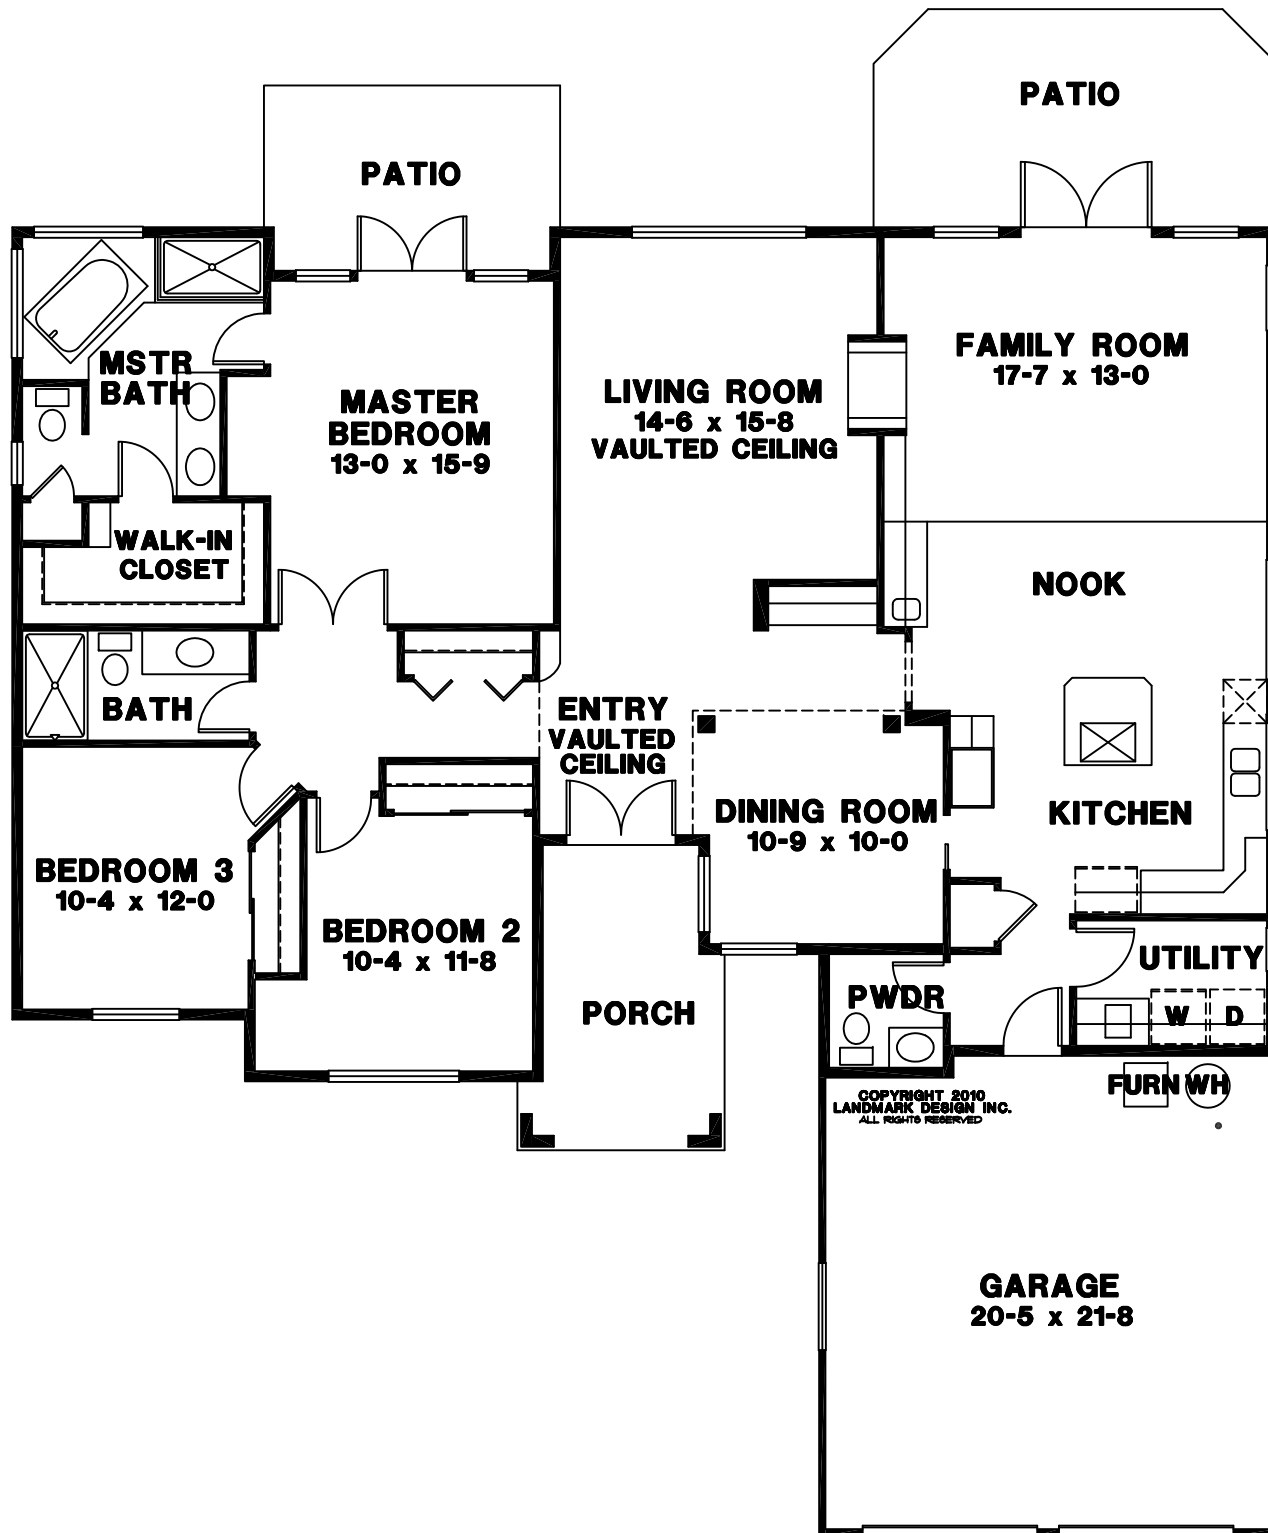 PATIO
PATIO
MSTR
BATH
MASTER
BEDROOM
13-0 x 15-9
LIVING ROOM
14-6 x 15-8
VAULTED CEILING
FAMILY ROOM
17-7 x 13-0
WALK-IN
CLOSET
NOOK
BATH
ENTRY
VAULTED
CEILING
DINING ROOM
10-9 x 10-0
KITCHEN
BEDROOM 3
10-4 x 12-0
BEDROOM 2
10-4 x 11-8
PORCH
PWDR
UTILITY
W
D
FURN
WH
COPYRIGHT 2010
LANDMARK DESIGN INC.
ALL RIGHTS RESERVED
GARAGE
20-5 x 21-8